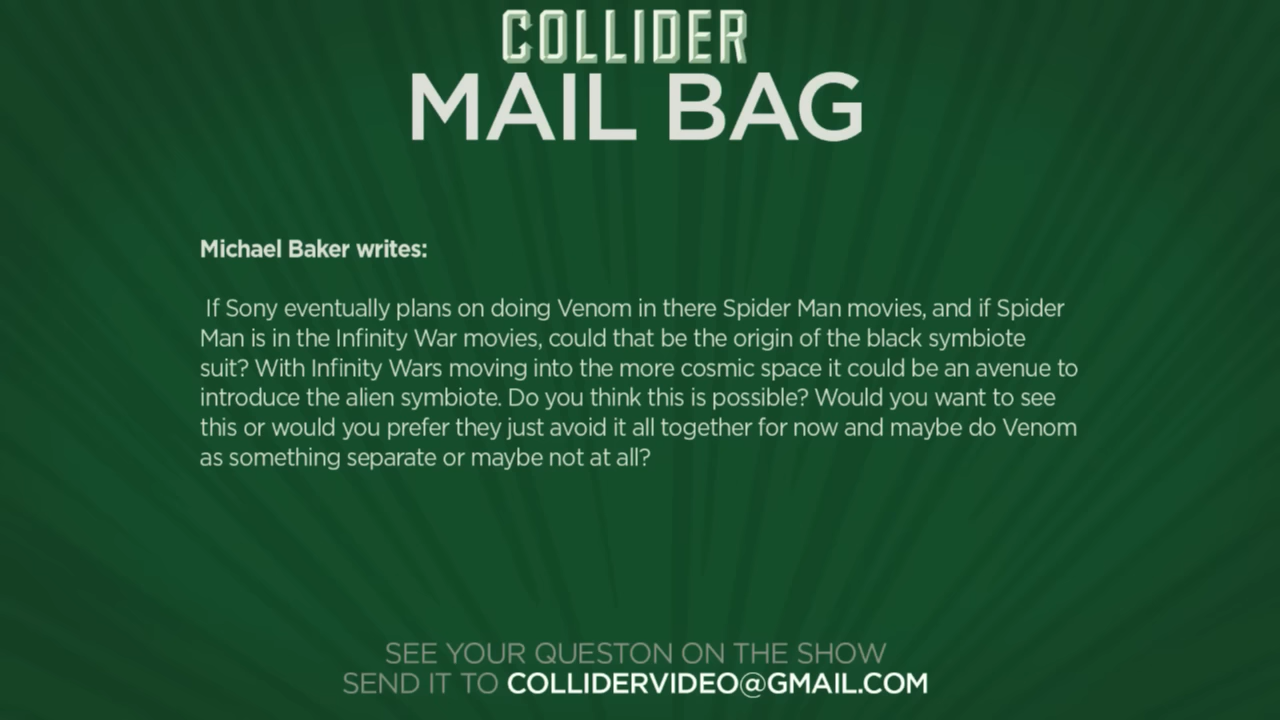 COLLIDER
MAIL BAG
Michael Baker writes:
If Sony eventually plans on doing Venom in there Spider Man movies, and if Spider
Man is in the Infinity War movies, could that be the origin of the black symbiote
suit? With Infinity Wars moving into the more cosmic space it could be an avenue to
introduce the alien symbiote. Do you think this is possible? Would you want to see
this or would you prefer they just avoid it all together for now and maybe do Venom
as something separate or maybe not at all?
SEE YOUR QUESTON ON THE SHOW
SEND IT TO COLLIDERVIDEO@GMAIL.COM